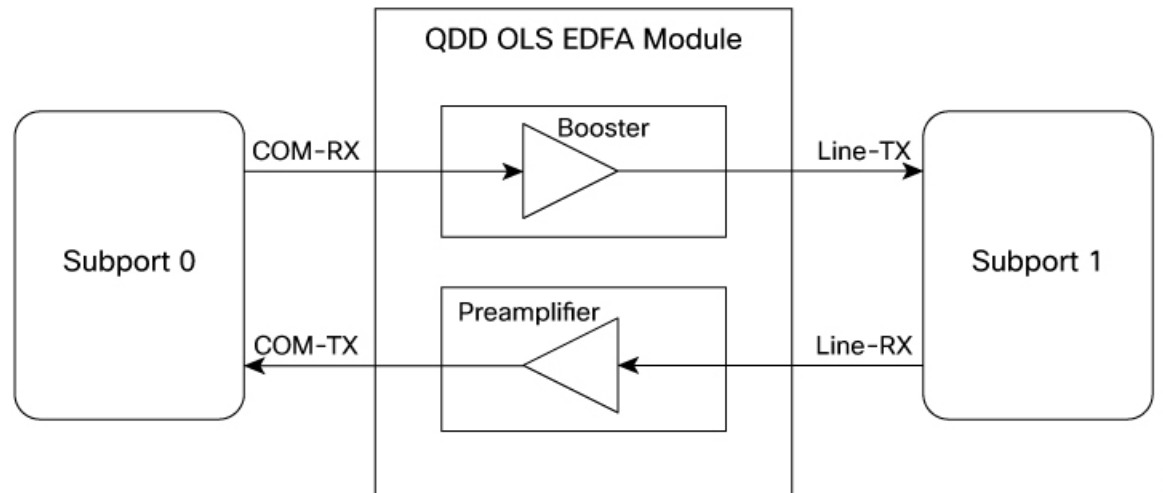 QDD OLS EDFA Module
Booster
COM-RX
Line-TX
Subport 0
Subport 1
Preamplifier
COM-TX
Line-RX